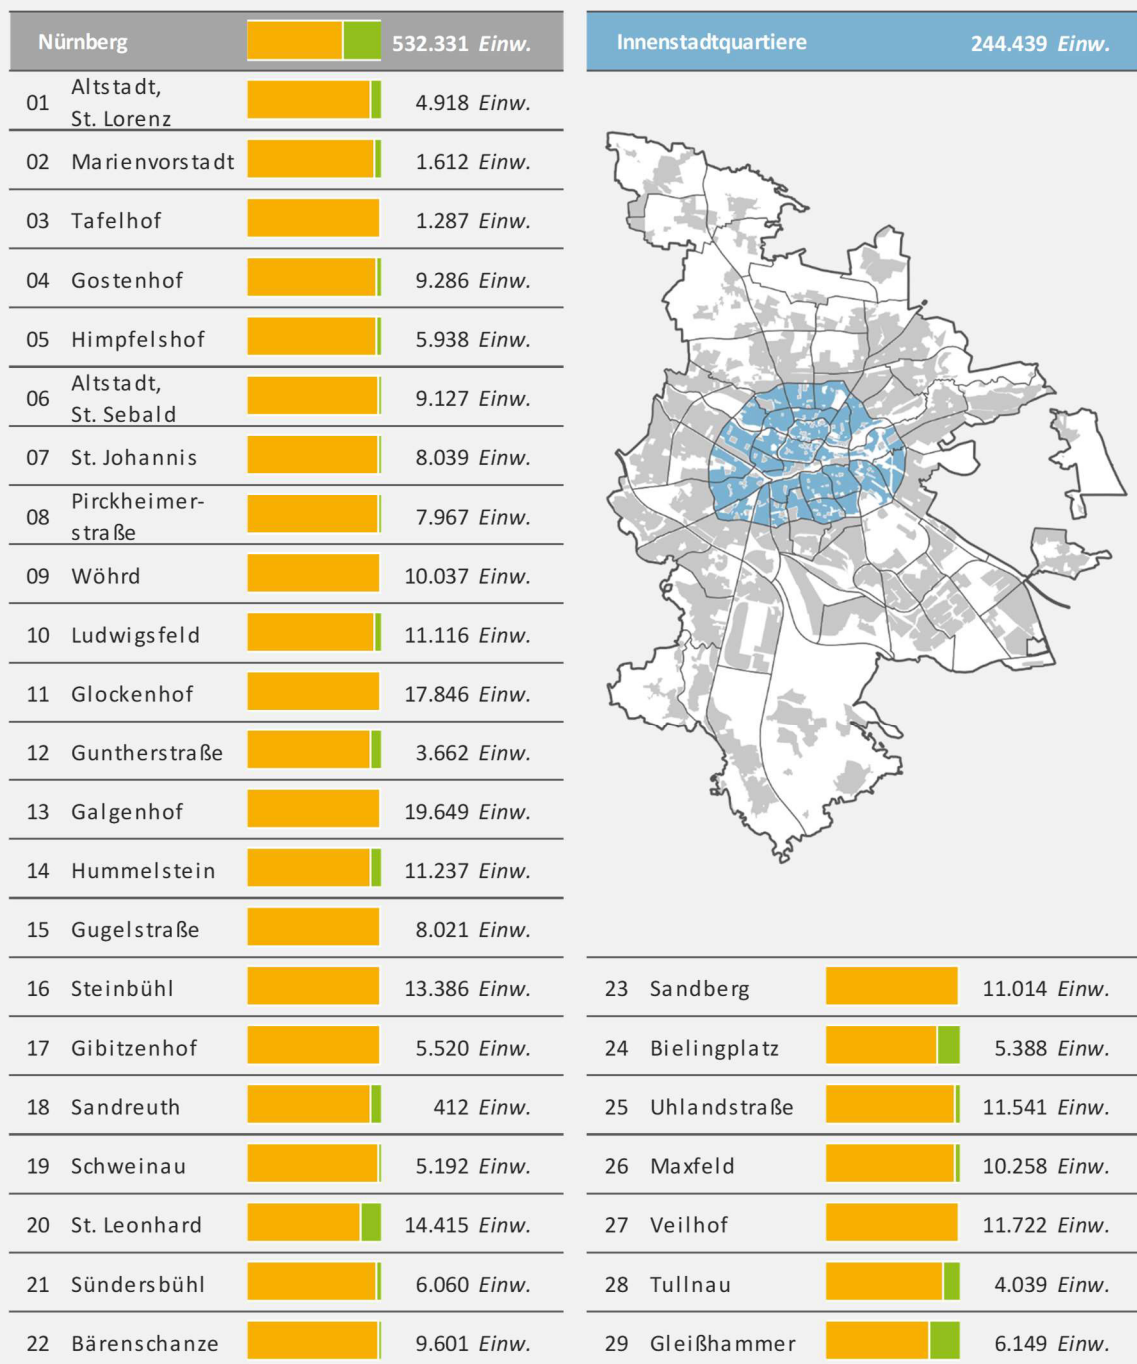 Nürnberg 532.331 Einw.
01 Altstadt, St. Lorenz 4.918 Einw.
02 Marienvorstadt 1.612 Einw.
03 Tafelhof 1.287 Einw.
04 Gostenhof 9.286 Einw.
05 Himpfelshof 5.938 Einw.
06 Altstadt, St. Sebald 9.127 Einw.
07 St. Johannis 8.039 Einw.
08 Pirckheimer-straße 7.967 Einw.
09 Wöhrd 10.037 Einw.
10 Ludwigsfeld 11.116 Einw.
11 Glockenhof 17.846 Einw.
12 Guntherstraße 3.662 Einw.
13 Galgenhof 19.649 Einw.
14 Hummelstein 11.237 Einw.
15 Gugelstraße 8.021 Einw.
16 Steinbühl 13.386 Einw.
17 Gibitzenhof 5.520 Einw.
18 Sandreuth 412 Einw.
19 Schweinau 5.192 Einw.
20 St. Leonhard 14.415 Einw.
21 Sündersbühl 6.060 Einw.
22 Bärenschanze 9.601 Einw.
Innenstadtquartiere 244.439 Einw.
23 Sandberg 11.014 Einw.
24 Bielingplatz 5.388 Einw.
25 Uhlandstraße 11.541 Einw.
26 Maxfeld 10.258 Einw.
27 Veilhof 11.722 Einw.
28 Tullnau 4.039 Einw.
29 Gleißhammer 6.149 Einw.